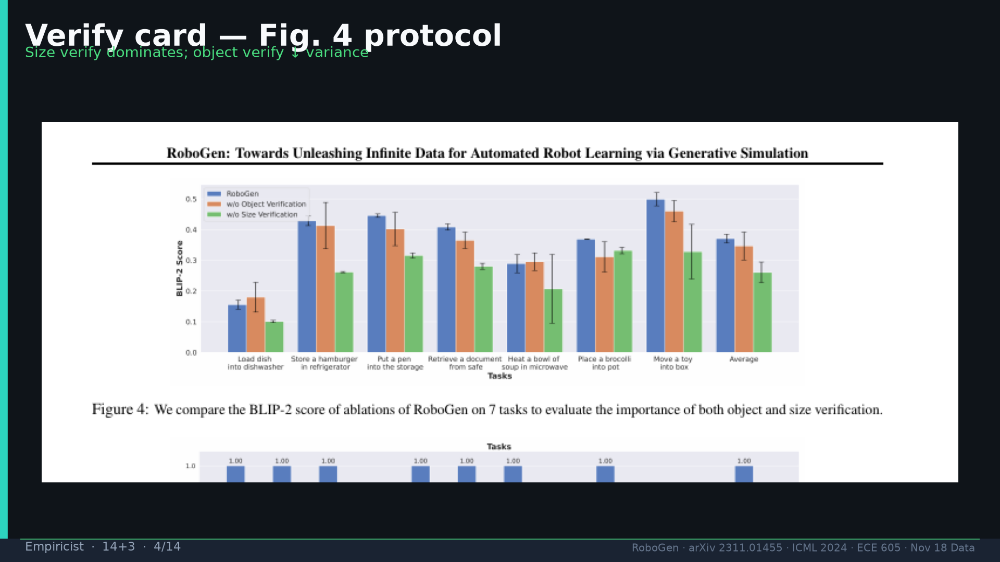 Verify card — Fig. 4 protocol
Size verify dominates; object verify ↓ variance
RoboGen: Towards Unleashing Infinite Data for Automated Robot Learning via Generative Simulation
RoboGen
w/o Object Verification
w/o Size Verification
0.5
0.4
0.3
0.2
0.1
0.0
BLIP-2 Score
Load dish
into dishwasher
Store a hamburger
in refrigerator
Put a pen
into the storage
Retrieve a document
from safe
Heat a bowl of
soup in microwave
Place a brocolli
into pot
Move a toy
into box
Average
Tasks
Figure 4: We compare the BLIP-2 score of ablations of RoboGen on 7 tasks to evaluate the importance of both object and size verification.
Tasks
1.0
1.00 1.00 1.00 1.00 1.00 1.00 1.00 1.00
Empiricist · 14+3 · 4/14
RoboGen · arXiv 2311.01455 · ICML 2024 · ECE 605 · Nov 18 Data